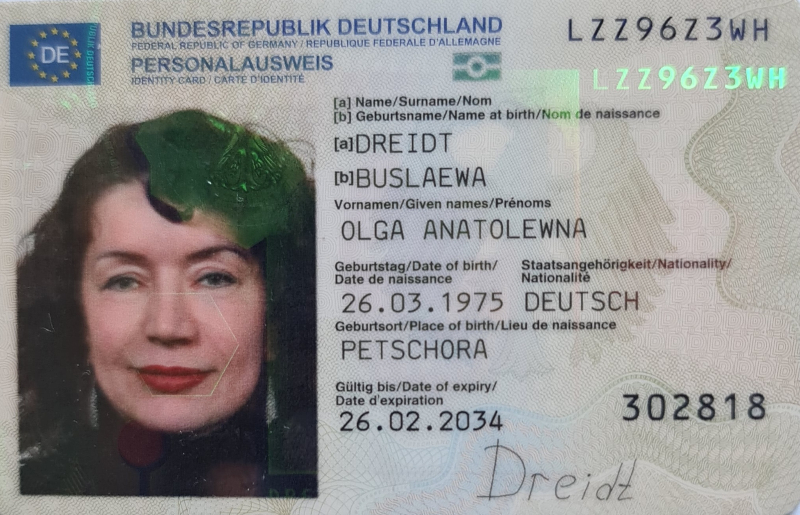 DE
BUNDESREPUBLIK DEUTSCHLAND
FEDERAL REPUBLIC OF GERMANY / REPUBLIQUE FEDERALE D'ALLEMAGNE
PERSONALAUSWEIS
IDENTITY CARD / CARTE D'IDENTITÉ
LZZ96Z3WH
LZZ96Z3WH
[a] Name/Surname/Nom
[b] Geburtsname/Name at birth/Nom de naissance
[a]DREIDT
[b]BUSLAEWA
Vornamen/Given names/Prénoms
OLGA ANATOLEWNA
Geburtstag/Date of birth/ Staatsangehörigkeit/Nationality/
Date de naissance Nationalité
26.03.1975 DEUTSCH
Geburtsort/Place of birth/Lieu de naissance
PETSCHORA
Gültig bis/Date of expiry/
Date d'expiration
26.02.2034 302818
Dreidt